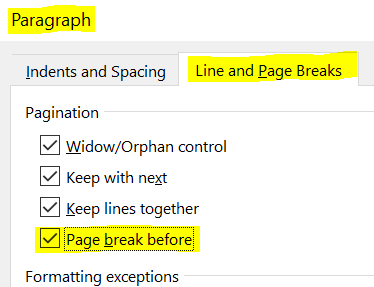 Paragraph
Indents and Spacing
Line and Page Breaks
Pagination
Widow/Orphan control
Keep with next
Keep lines together
Page break before
Formatting exceptions